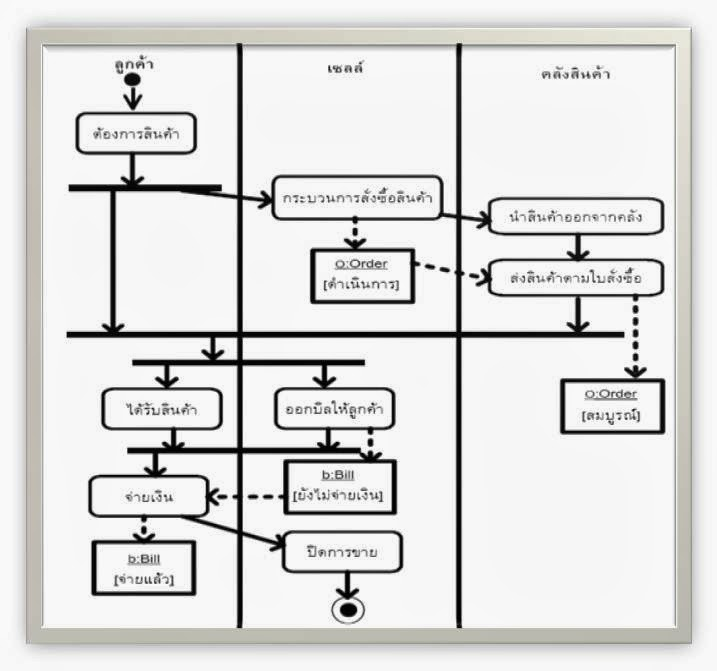 ลูกค้า
เซลล์
คลังสินค้า
ต้องการสินค้า
กระบวนการสั่งซื้อสินค้า
นำสินค้าออกจากคลัง
O:Order
[ดำเนินการ]
ส่งสินค้าตามใบสั่งซื้อ
O:Order
[สมบูรณ์]
ได้รับสินค้า
ออกบิลให้ลูกค้า
b:Bill
[ยังไม่จ่ายเงิน]
จ่ายเงิน
ปิดการขาย
b:Bill
[จ่ายแล้ว]